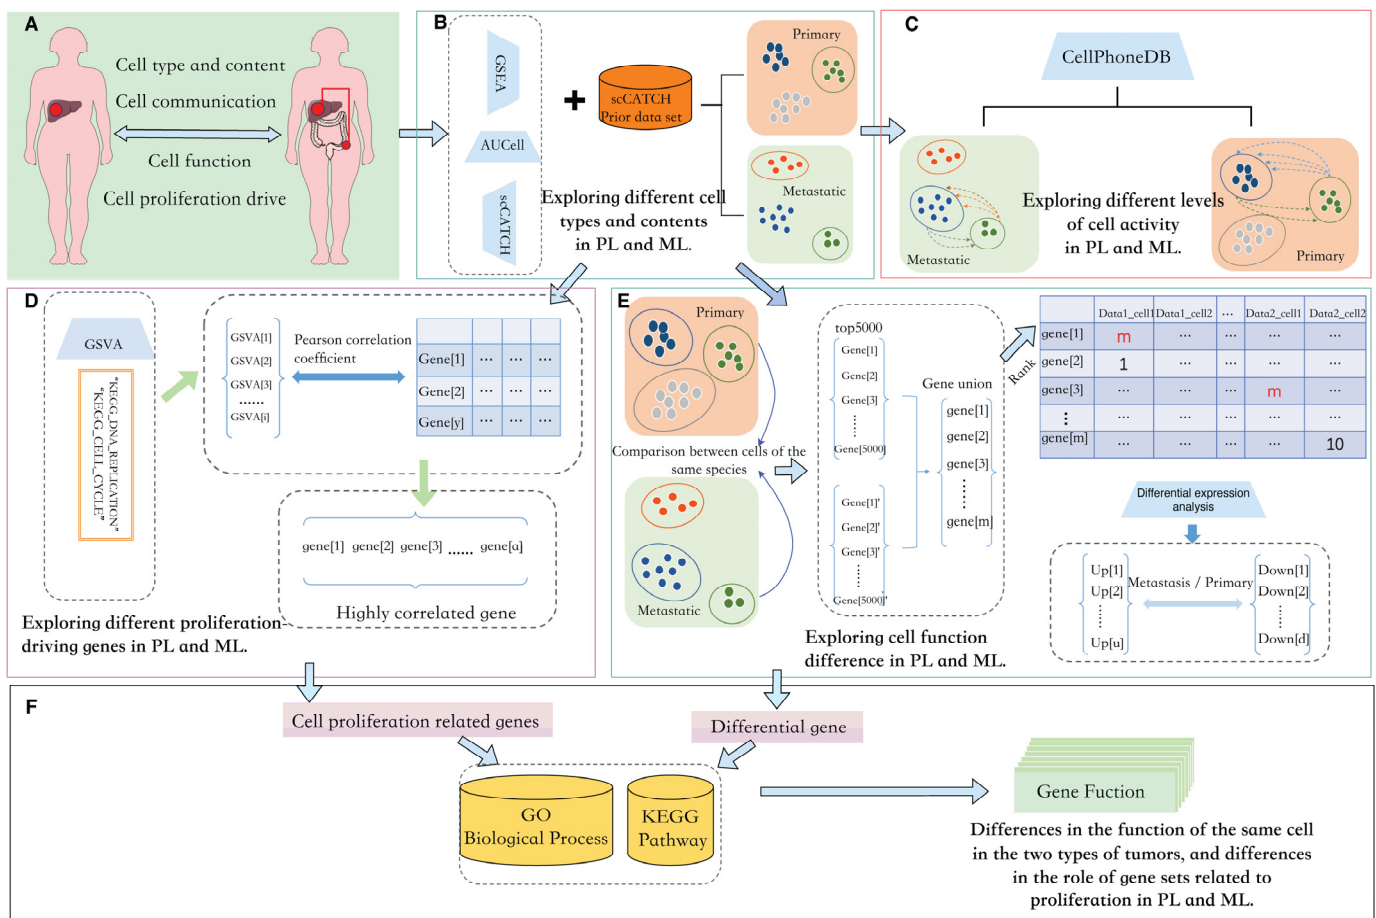 A
Cell type and content
Cell communication
Cell function
Cell proliferation drive
B
GSEA
AUCell
scCATCH
scCATCH
Prior data set
Primary
Metastatic
Exploring different cell
types and contents
in PL and ML.
C
CellPhoneDB
Metastatic
Primary
Exploring different levels
of cell activity
in PL and ML.
D
GSVA
"KEGG_DNA_REPLICATION"
"KEGG_CELL_CYCLE"
GSVA[1]
GSVA[2]
GSVA[3]
......
GSVA[i]
Pearson correlation
coefficient
... ... ...
Gene[1] ... ... ...
Gene[2] ... ... ...
Gene[y] ... ... ...
gene[1] gene[2] gene[3] ...... gene[a]
Highly correlated gene
Exploring different proliferation-
driving genes in PL and ML.
E
Primary
Comparison between cells of the
same species
Metastatic
top5000
Gene[1]
Gene[2]
Gene[3]
......
Gene[5000]
Gene[1]'
Gene[2]'
Gene[3]'
......
Gene[5000]'
Gene union
gene[1]
gene[2]
gene[3]
......
gene[m]
Rank
Data1_cell1 Data1_cell2 ... Data2_cell1 Data2_cell2
gene[1] m ... ... ... ...
gene[2] 1 ... ... ... ...
gene[3] ... ... ... m ...
... ... ... ... ... ...
gene[m] ... ... ... ... 10
Differential expression
analysis
Up[1]
Up[2]
......
Up[u]
Metastasis / Primary
Down[1]
Down[2]
......
Down[d]
Exploring cell function
difference in PL and ML.
F
Cell proliferation related genes
Differential gene
GO
Biological Process
KEGG
Pathway
Gene Fuction
Differences in the function of the same cell
in the two types of tumors, and differences
in the role of gene sets related to
proliferation in PL and ML.